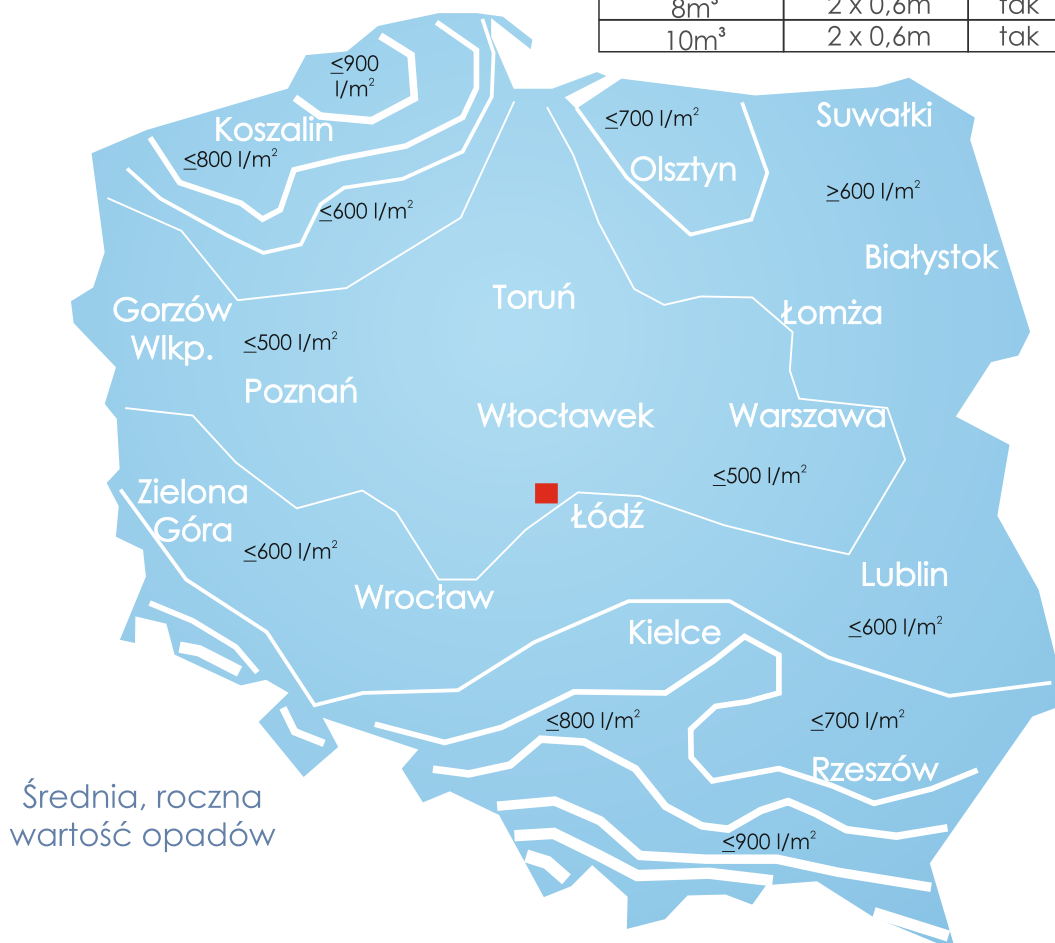 8m³ 2 x 0,6m tak
10m³ 2 x 0,6m tak
≤900
l/m²
Koszalin
≤800 l/m²
≤600 l/m²
≤700 l/m²
Olsztyn
Suwałki
≥600 l/m²
Białystok
Gorzów
Wlkp.
≤500 l/m²
Toruń
Łomża
Poznań
Włocławek
Warszawa
≤500 l/m²
Zielona
Góra
≤600 l/m²
Łódź
Wrocław
Lublin
≤600 l/m²
Kielce
≤800 l/m²
≤700 l/m²
Rzeszów
≤900 l/m²
Średnia, roczna
wartość opadów